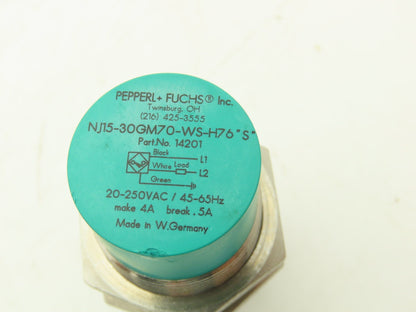 PEPPERL+ FUCHS® Inc.
Twinsburg, OH
(216) 425-3555
NJ15-30GM70-WS-H76 "S"
Part.No. 14201
Black L1
White Load L2
Green
20-250VAC / 45-65Hz
make 4A break .5A
Made in W.Germany